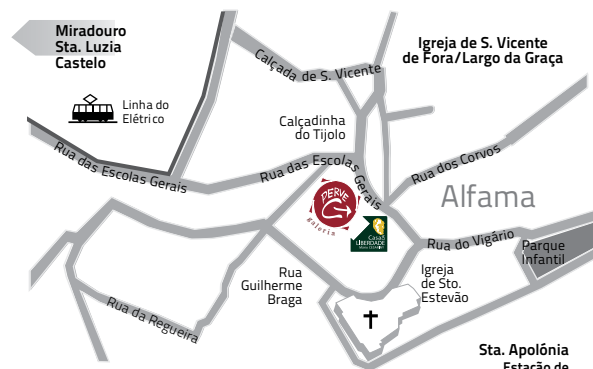 Miradouro
Sta. Luzia
Castelo
Igreja de S. Vicente
de Fora/Largo da Graça
Calçada de S. Vicente
Linha do
Elétrico
Calçadinha
do Tijolo
Rua das Escolas Gerais
Rua das Escolas Gerais
Rua dos Corvos
PERVE
galeria
Alfama
Casa da
LIBERDADE
Rua do Vigário
Parque
Infantil
Rua
Guilherme
Braga
Igreja
de Sto.
Estevão
Rua da Regueira
Sta. Apolónia
Estação de